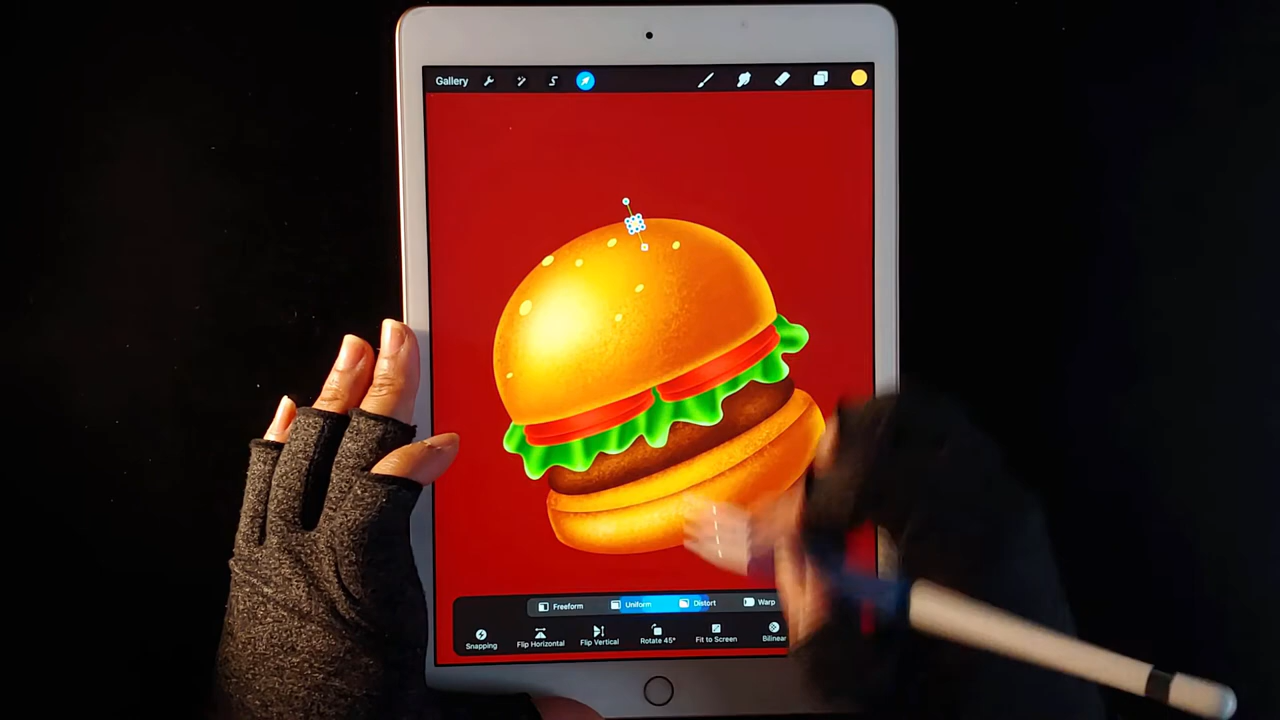 Gallery
Freeform Uniform Distort Warp
Snapping Flip Horizontal Flip Vertical Rotate 45° Fit to Screen Bilinear